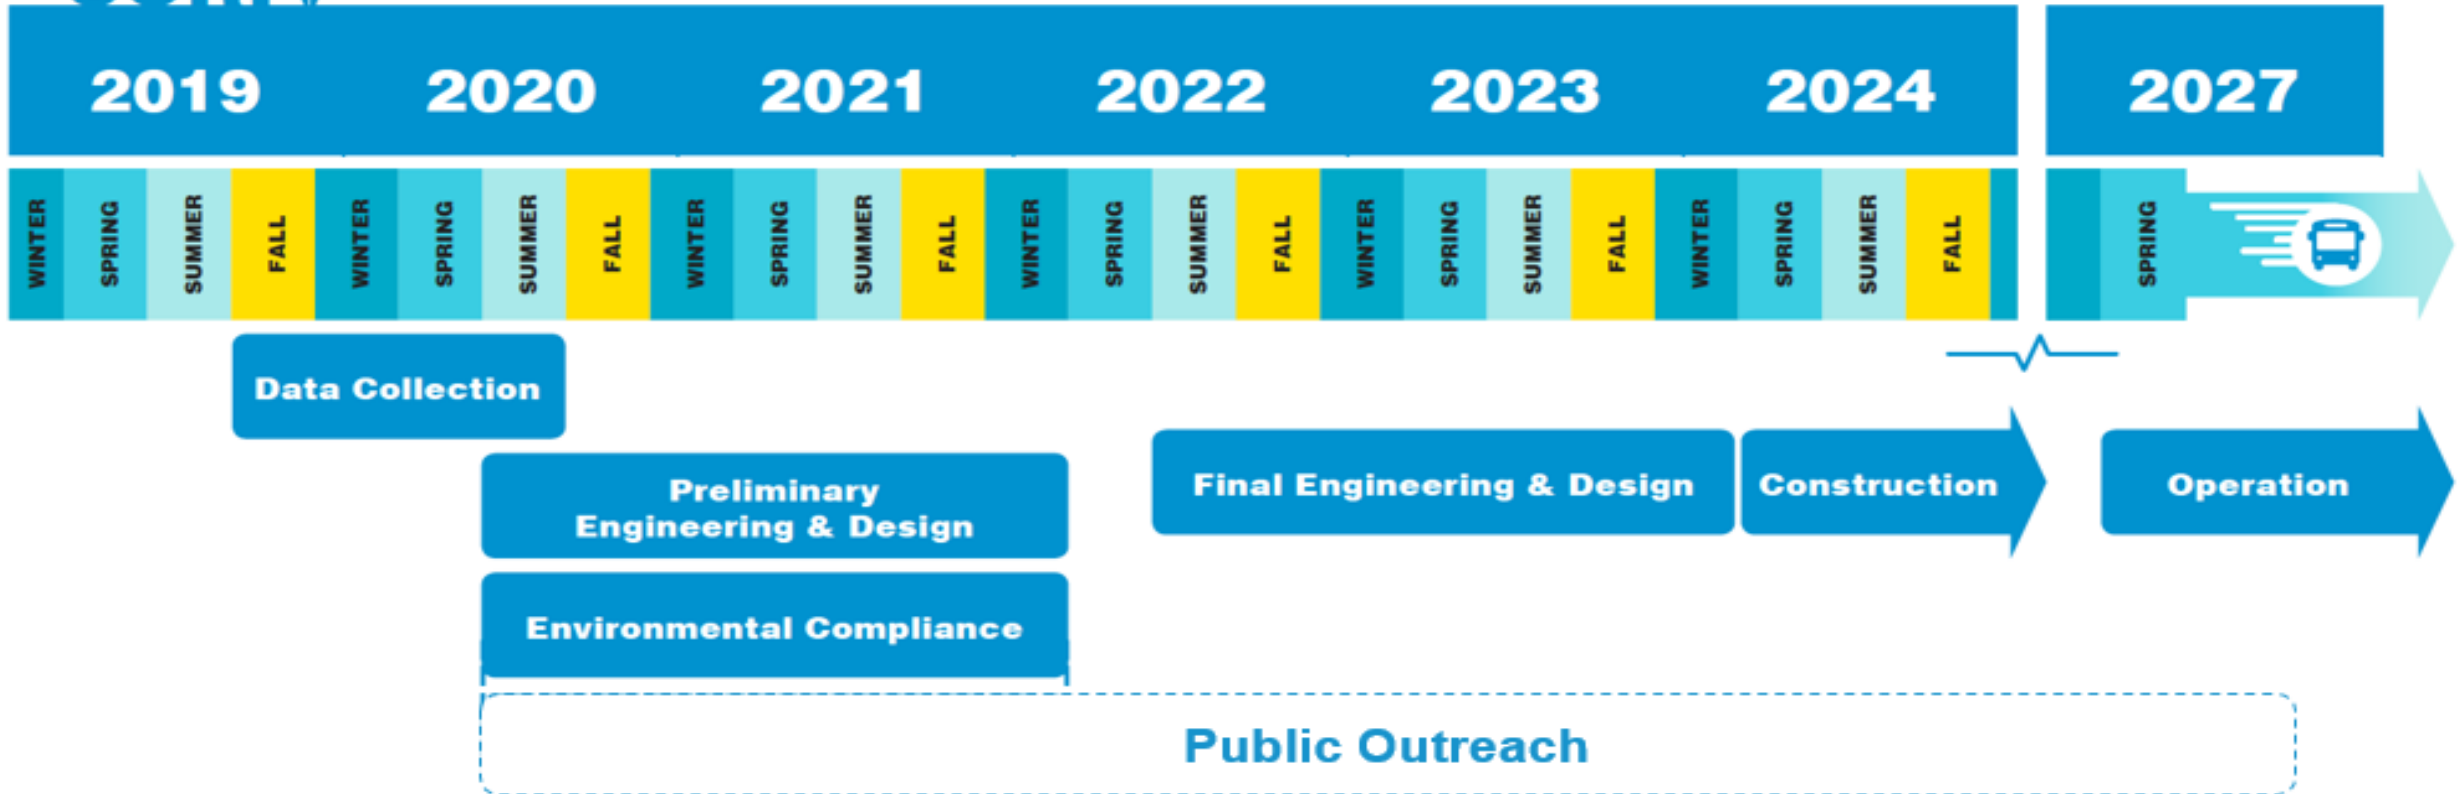 2019 2020 2021 2022 2023 2024 2027
WINTER SPRING SUMMER FALL WINTER SPRING SUMMER FALL WINTER SPRING SUMMER FALL WINTER SPRING SUMMER FALL WINTER SPRING SUMMER FALL WINTER SPRING SUMMER FALL SPRING
Data Collection
Preliminary
Engineering & Design
Final Engineering & Design
Construction
Operation
Environmental Compliance
Public Outreach